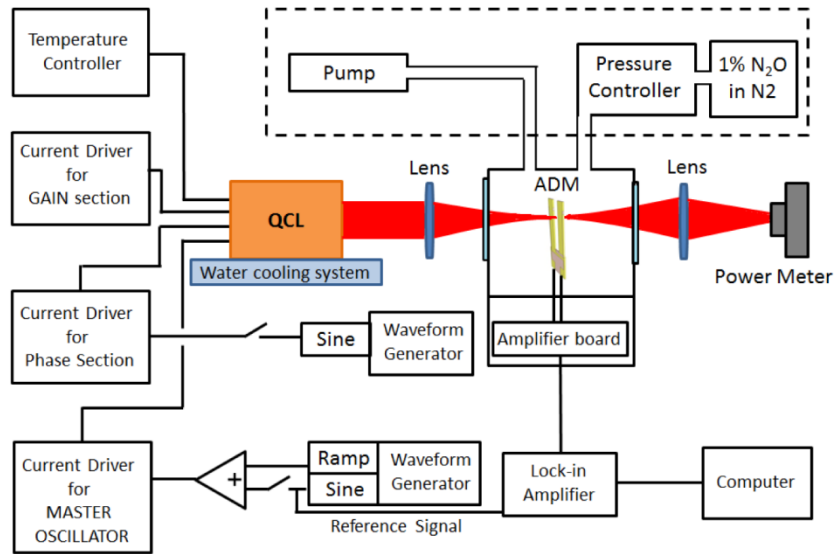 Temperature
Controller
Pump
Pressure
Controller
1% N₂O
in N2
Current Driver
for
GAIN section
Lens
ADM
Lens
QCL
Water cooling system
Power Meter
Current Driver
for
Phase Section
Sine
Waveform
Generator
Amplifier board
Current Driver
for
MASTER
OSCILLATOR
+
Ramp
Sine
Waveform
Generator
Reference Signal
Lock-in
Amplifier
Computer